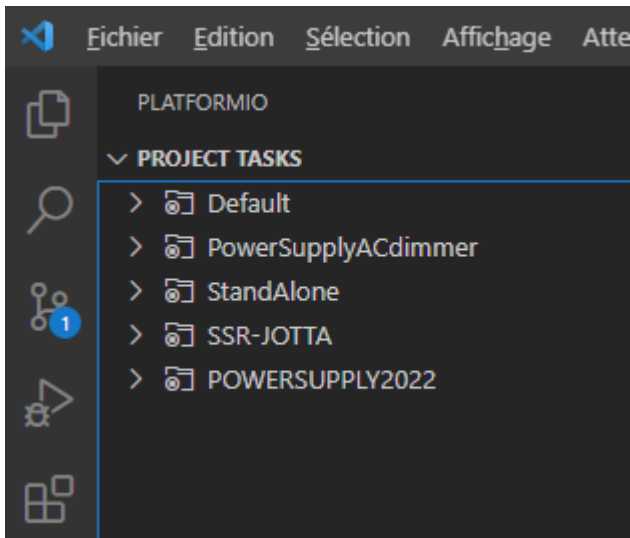 Fichier Edition Sélection Affichage Atte
PLATFORMIO
PROJECT TASKS
Default
PowerSupplyACdimmer
StandAlone
1
SSR-JOTTA
POWERSUPPLY2022